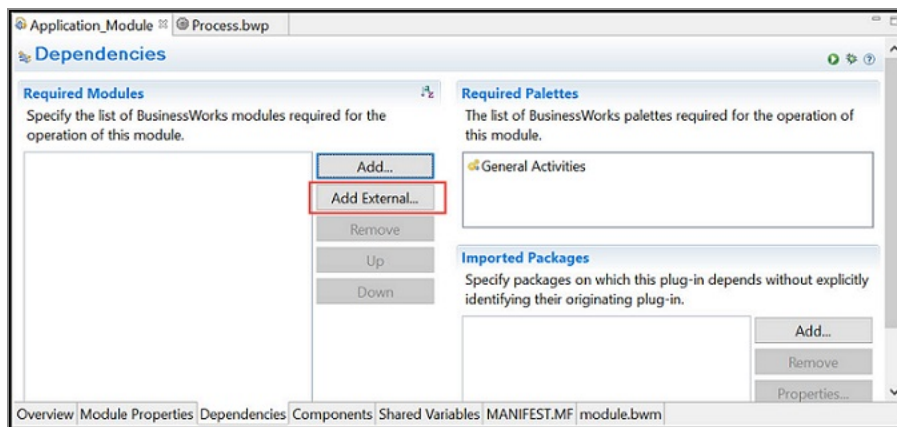 Application_Module Process.bwp
Dependencies
Required Modules
Specify the list of BusinessWorks modules required for the
operation of this module.
Add...
Add External...
Remove
Up
Down
Required Palettes
The list of BusinessWorks palettes required for the operation of
this module.
General Activities
Imported Packages
Specify packages on which this plug-in depends without explicitly
identifying their originating plug-in.
Add...
Remove
Properties...
Overview Module Properties Dependencies Components Shared Variables MANIFEST.MF module.bwm